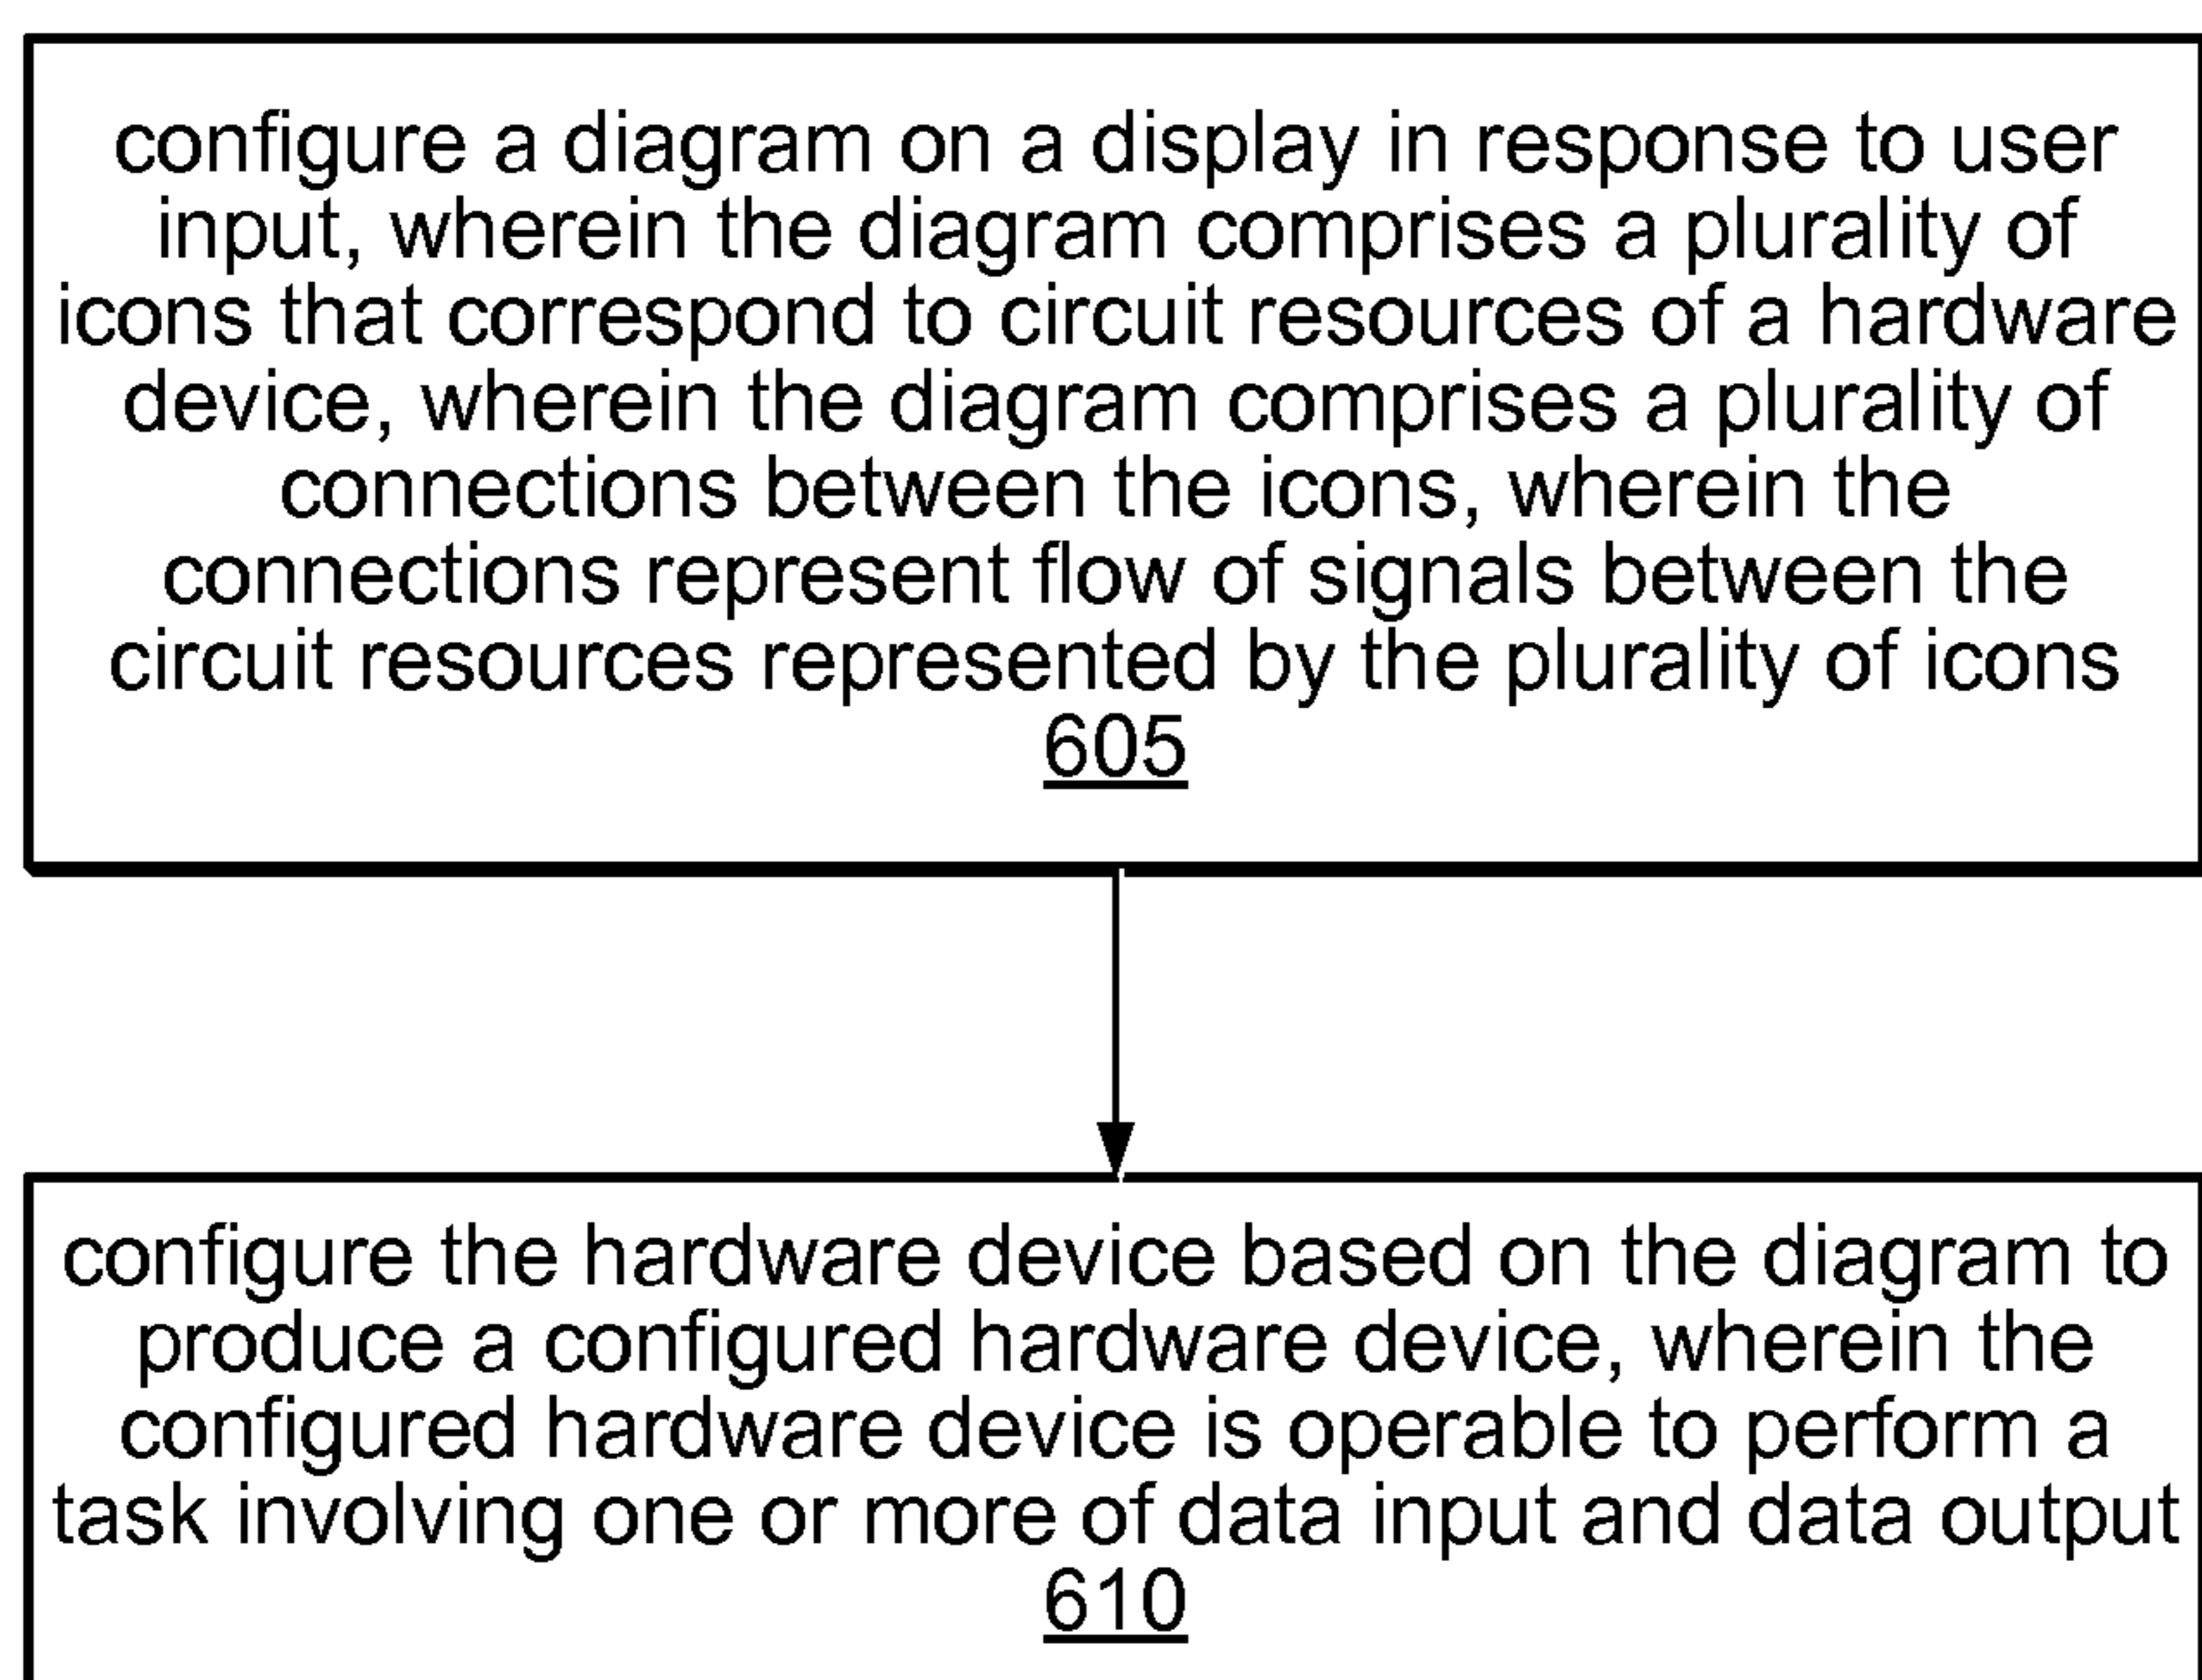 configure a diagram on a display in response to user
input, wherein the diagram comprises a plurality of
icons that correspond to circuit resources of a hardware
device, wherein the diagram comprises a plurality of
connections between the icons, wherein the
connections represent flow of signals between the
circuit resources represented by the plurality of icons
605
configure the hardware device based on the diagram to
produce a configured hardware device, wherein the
configured hardware device is operable to perform a
task involving one or more of data input and data output
610